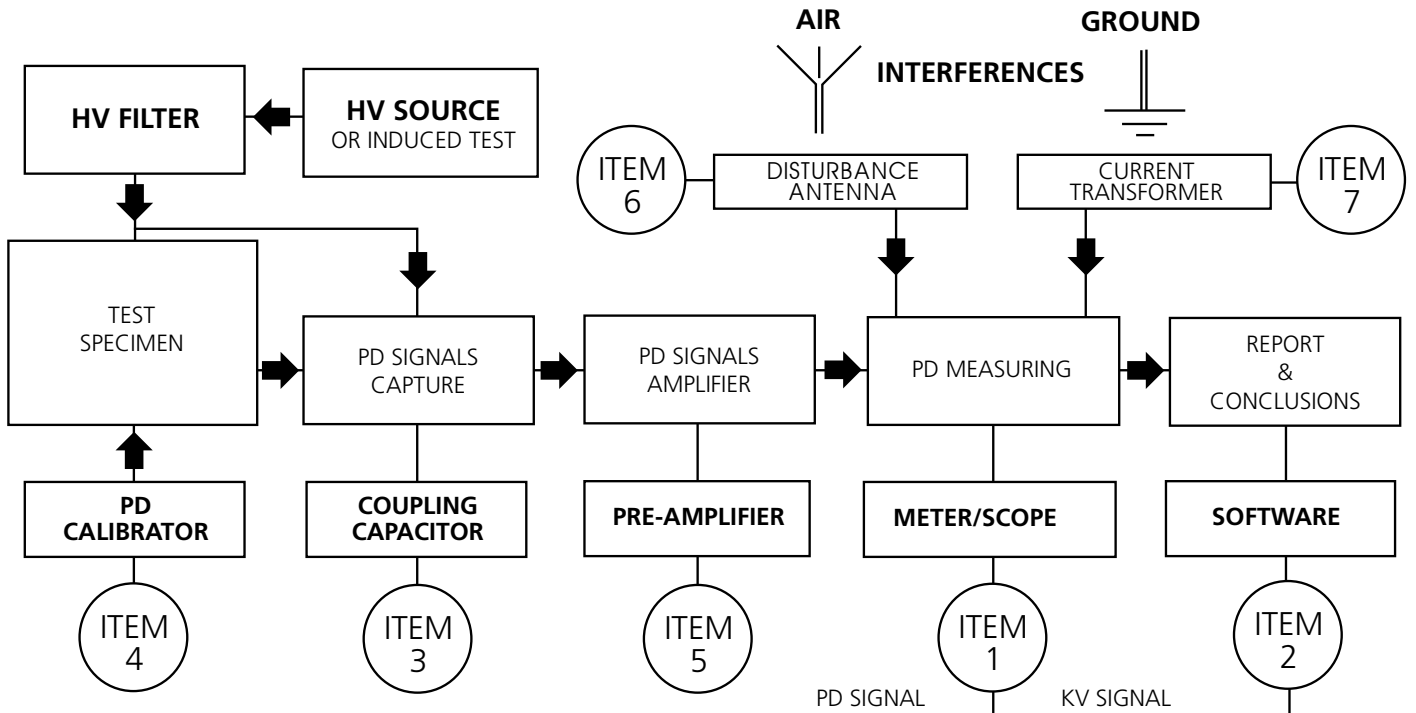 AIR
GROUND
INTERFERENCES
HV FILTER
HV SOURCE
OR INDUCED TEST
ITEM
6
DISTURBANCE
ANTENNA
CURRENT
TRANSFORMER
ITEM
7
TEST
SPECIMEN
PD SIGNALS
CAPTURE
PD SIGNALS
AMPLIFIER
PD MEASURING
REPORT
&
CONCLUSIONS
PD
CALIBRATOR
COUPLING
CAPACITOR
PRE-AMPLIFIER
METER/SCOPE
SOFTWARE
ITEM
4
ITEM
3
ITEM
5
ITEM
1
ITEM
2
PD SIGNAL
KV SIGNAL